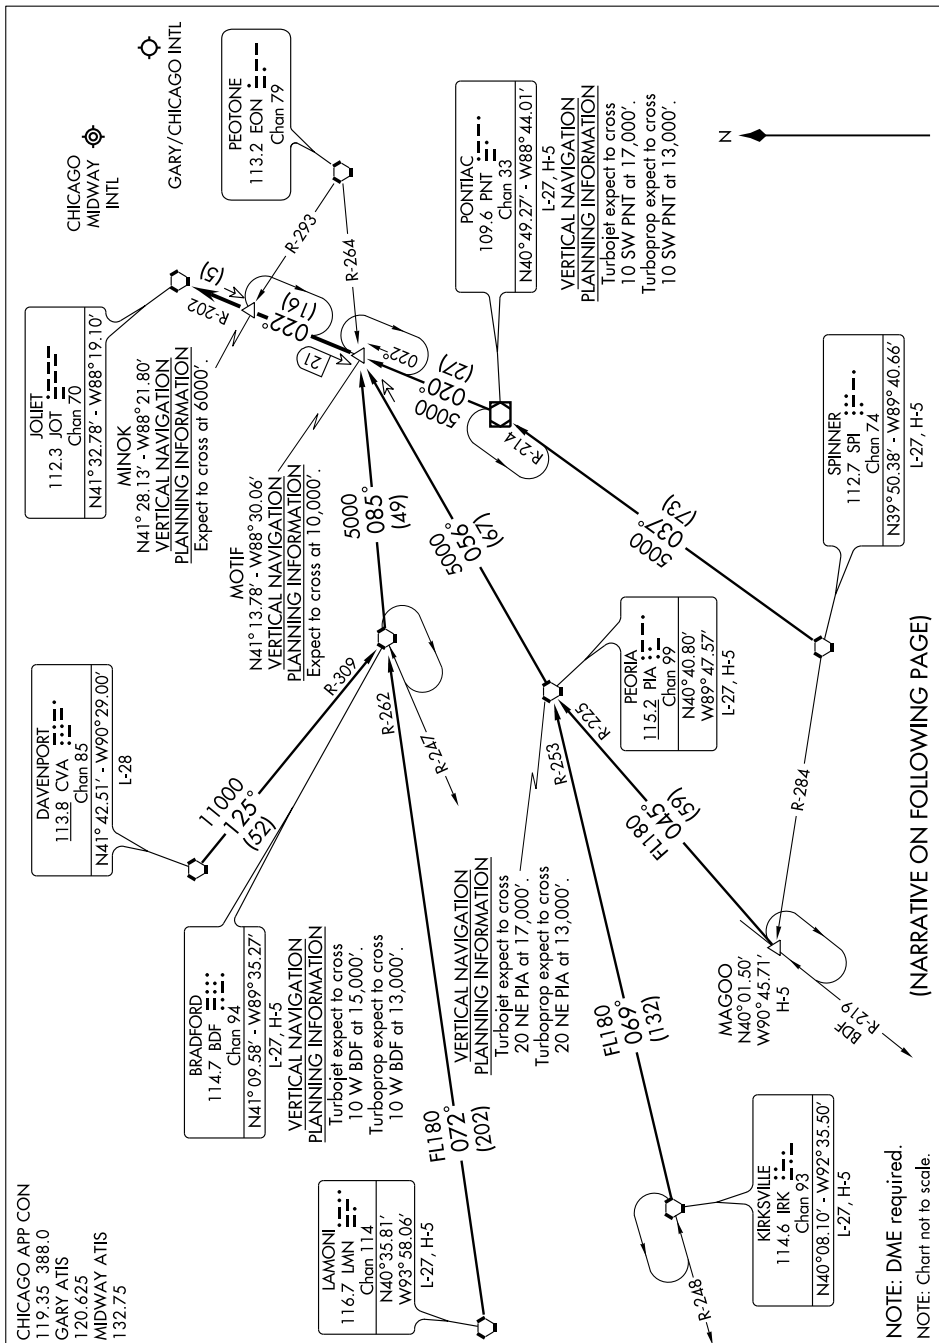 CHICAGO APP CON
119.35 388.0
GARY ATIS
120.625
MIDWAY ATIS
132.75
DAVENPORT
113.8 CVA
Chan 85
N41°42.51′ - W90°29.00′
L-28
JOLIET
112.3 JOT
Chan 70
N41°32.78′ - W88°19.10′
CHICAGO
MIDWAY
INTL
GARY/CHICAGO INTL
PEOTONE
113.2 EON
Chan 79
MINOK
N41°28.13′ - W88°21.80′
VERTICAL NAVIGATION
PLANNING INFORMATION
Expect to cross at 6000′.
MOTIF
N41°13.78′ - W88°30.06′
VERTICAL NAVIGATION
PLANNING INFORMATION
Expect to cross at 10,000′.
R-202
(5)
R-293
R-264
022°
(16)
21
022°
BRADFORD
114.7 BDF
Chan 94
N41°09.58′ - W89°35.27′
L-27, H-5
VERTICAL NAVIGATION
PLANNING INFORMATION
Turbojet expect to cross
10 W BDF at 15,000′.
Turboprop expect to cross
10 W BDF at 13,000′.
11000
125°
(52)
R-309
R-262
R-247
5000
085°
(49)
5000
056°
(67)
5000
020°
(27)
R-214
PONTIAC
109.6 PNT
Chan 33
N40°49.27′ - W88°44.01′
L-27, H-5
VERTICAL NAVIGATION
PLANNING INFORMATION
Turbojet expect to cross
10 SW PNT at 17,000′.
Turboprop expect to cross
10 SW PNT at 13,000′.
N
LAMONI
116.7 LMN
Chan 114
N40°35.81′
W93°58.06′
L-27, H-5
FL180
072°
(202)
VERTICAL NAVIGATION
PLANNING INFORMATION
Turbojet expect to cross
20 NE PIA at 17,000′.
Turboprop expect to cross
20 NE PIA at 13,000′.
R-253
R-225
PEORIA
115.2 PIA
Chan 99
N40°40.80′
W89°47.57′
L-27, H-5
FL180
069°
(132)
FL180
045°
(59)
5000
037°
(73)
SPINNER
112.7 SPI
Chan 74
N39°50.38′ - W89°40.66′
L-27, H-5
R-284
MAGOO
N40°01.50′
W90°45.71′
H-5
BDF
R-219
R-248
KIRKSVILLE
114.6 IRK
Chan 93
N40°08.10′ - W92°35.50′
L-27, H-5
NOTE: DME required.
NOTE: Chart not to scale.
(NARRATIVE ON FOLLOWING PAGE)